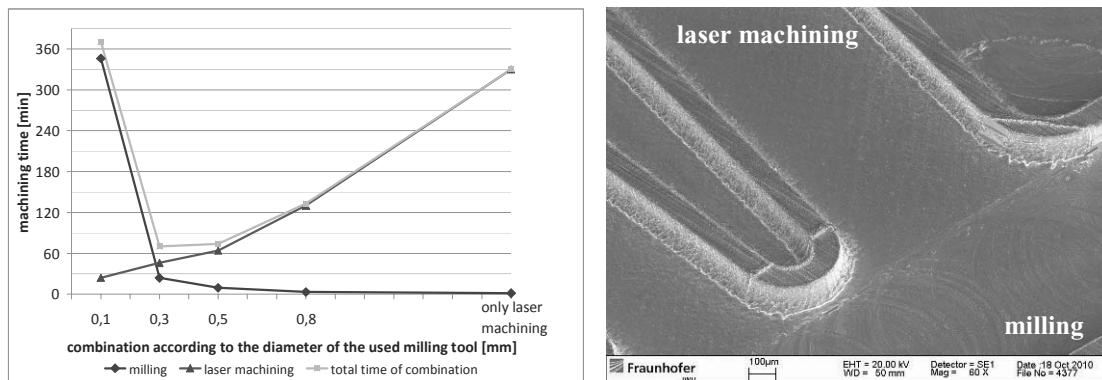 360
300
240
180
120
60
0
machining time [min]
0,1
0,3
0,5
0,8
only laser
machining
combination according to the diameter of the used milling tool [mm]
milling
laser machining
total time of combination
laser machining
milling
Fraunhofer
100µm
EHT = 20.00 kV
WD = 50 mm
Detector = SE1
Mag = 60 X
Date :18 Oct 2010
File No = 4377